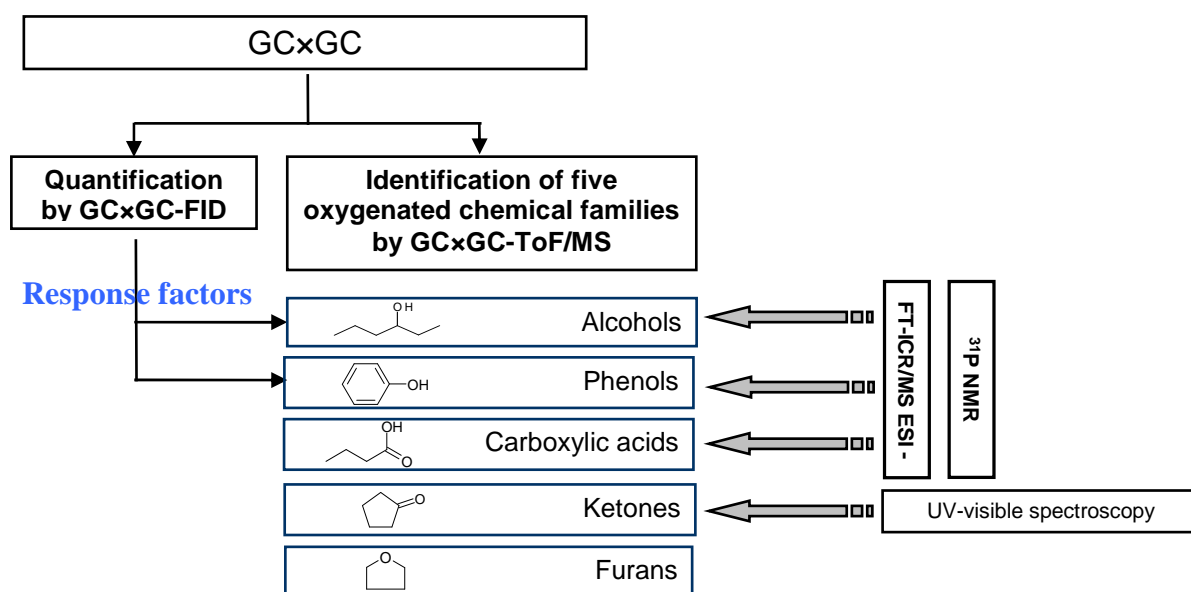 GC×GC
Quantification
by GC×GC-FID
Identification of five
oxygenated chemical families
by GC×GC-ToF/MS
Response factors
OH
Alcohols
OH
Phenols
OH
O
Carboxylic acids
O
Ketones
O
Furans
FT-ICR/MS ESI -
³¹P NMR
UV-visible spectroscopy